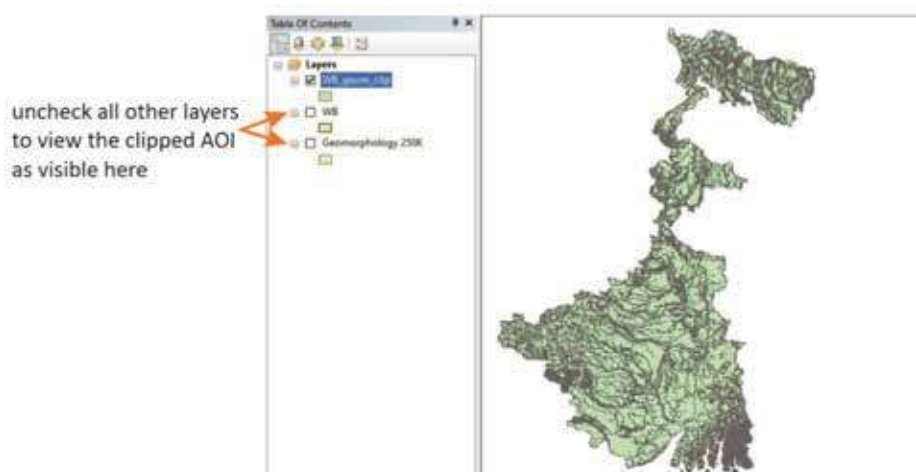 Table Of Contents
Layers
uncheck all other layers
to view the clipped AOI
as visible here
WB
Geomorphology 250K